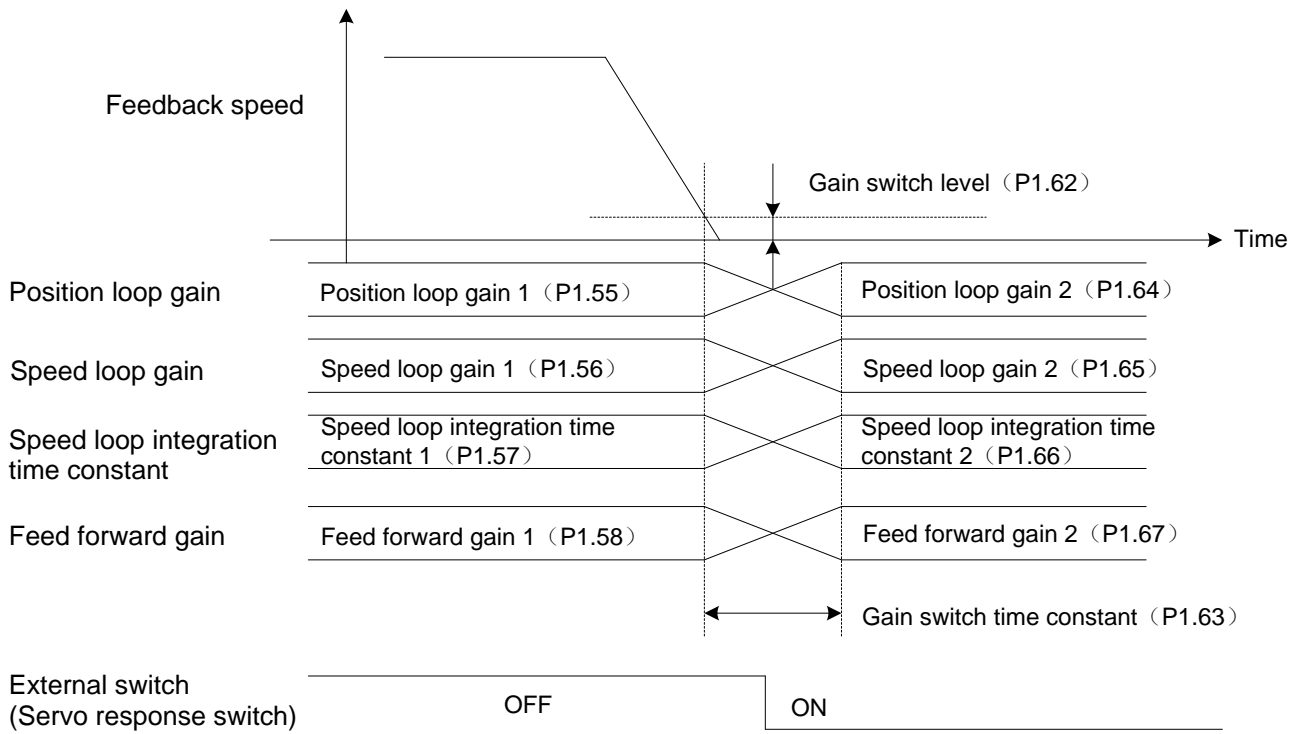 Feedback speed
Gain switch level（P1.62）
Time
Position loop gain
Position loop gain 1（P1.55）
Position loop gain 2（P1.64）
Speed loop gain
Speed loop gain 1（P1.56）
Speed loop gain 2（P1.65）
Speed loop integration
time constant
Speed loop integration time
constant 1（P1.57）
Speed loop integration time
constant 2（P1.66）
Feed forward gain
Feed forward gain 1（P1.58）
Feed forward gain 2（P1.67）
Gain switch time constant（P1.63）
External switch
(Servo response switch)
OFF
ON